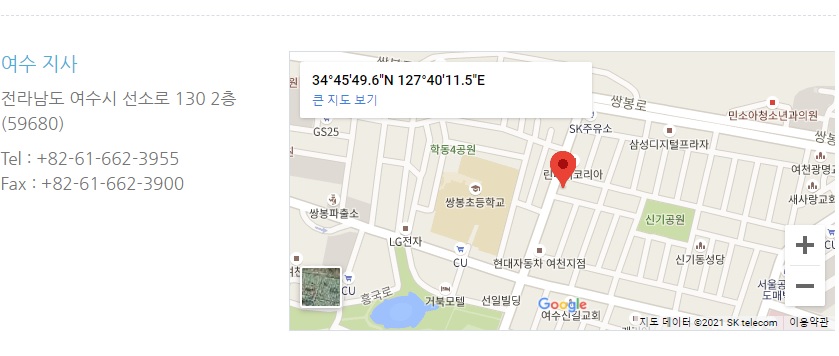 여수 지사
전라남도 여수시 선소로 130 2층
(59680)
Tel : +82-61-662-3955
Fax : +82-61-662-3900
34°45'49.6"N 127°40'11.5"E
큰 지도 보기
쌍봉로
민소아청소년과의원
GS25
SK주유소
삼성디지털프라자
학동4공원
여천광명교
쌍봉초등학교
새사랑교회
쌍봉파출소
신기공원
LG전자
CU
현대자동차 여천지점
신기동성당
CU
서울공
도매
흥국로
거북모텔
선일빌딩
Google
여수신길교회
지도 데이터 ©2021 SK telecom
이용약관